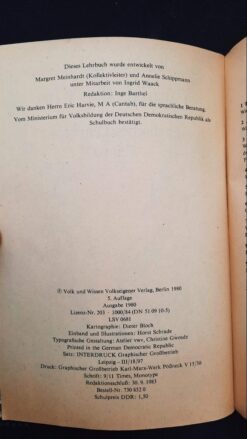 Dieses Lehrbuch wurde entwickelt von
Margret Meinhardt (Kollektivleiter) und Annelie Schippmann
unter Mitarbeit von Ingrid Waack
Redaktion: Inge Barthel
Wir danken Herrn Eric Harvie, M A (Cantab), für die sprachliche Beratung.
Vom Ministerium für Volksbildung der Deutschen Demokratischen Republik als
Schulbuch bestätigt.
© Volk und Wissen Volkseigener Verlag, Berlin 1980
5. Auflage
Ausgabe 1980
Lizenz-Nr. 203 · 1000/84 (DN 51 09 10-5)
LSV 0681
Kartographie: Dieter Bloch
Einband und Illustrationen: Horst Schrade
Typografische Gestaltung: Atelier vwv, Christine Gwendz
Printed in the German Democratic Republic
Satz: INTERDRUCK Graphischer Großbetrieb
Leipzig – III/18/97
Druck: Graphischer Großbetrieb Karl-Marx-Werk Pößneck V 15/30
Schrift: 9/11 Times, Monotype
Redaktionsschluß: 30. 9. 1983
Bestell-Nr. 730 632 0
Schulpreis DDR: 1,50